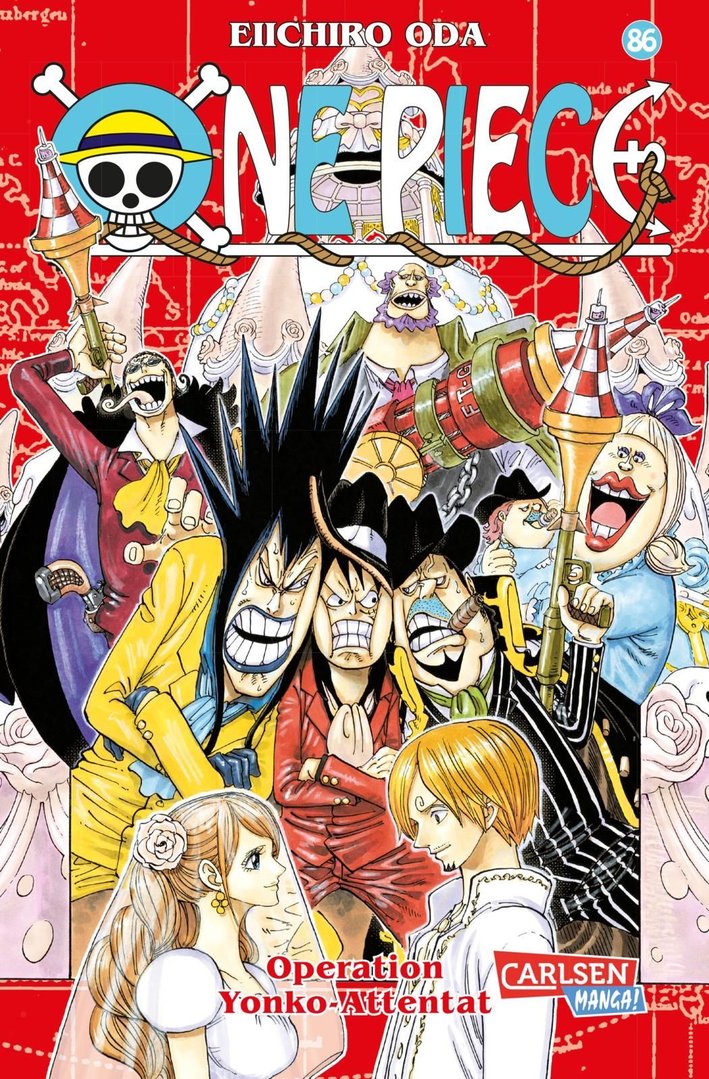 EIICHIRO ODA
86
ONE PIECE
FT-G
Operation
Yonko-Attentat
CARLSEN
MANGA!